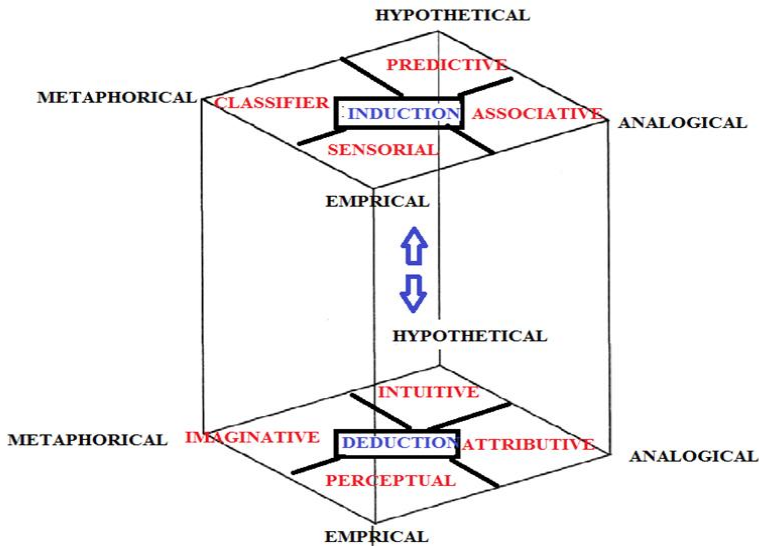 HYPOTHETICAL
PREDICTIVE
METAPHORICAL
CLASSIFIER
INDUCTION
ASSOCIATIVE
ANALOGICAL
SENSORIAL
EMPRICAL
HYPOTHETICAL
INTUITIVE
METAPHORICAL
IMAGINATIVE
DEDUCTION
ATTRIBUTIVE
ANALOGICAL
PERCEPTUAL
EMPRICAL